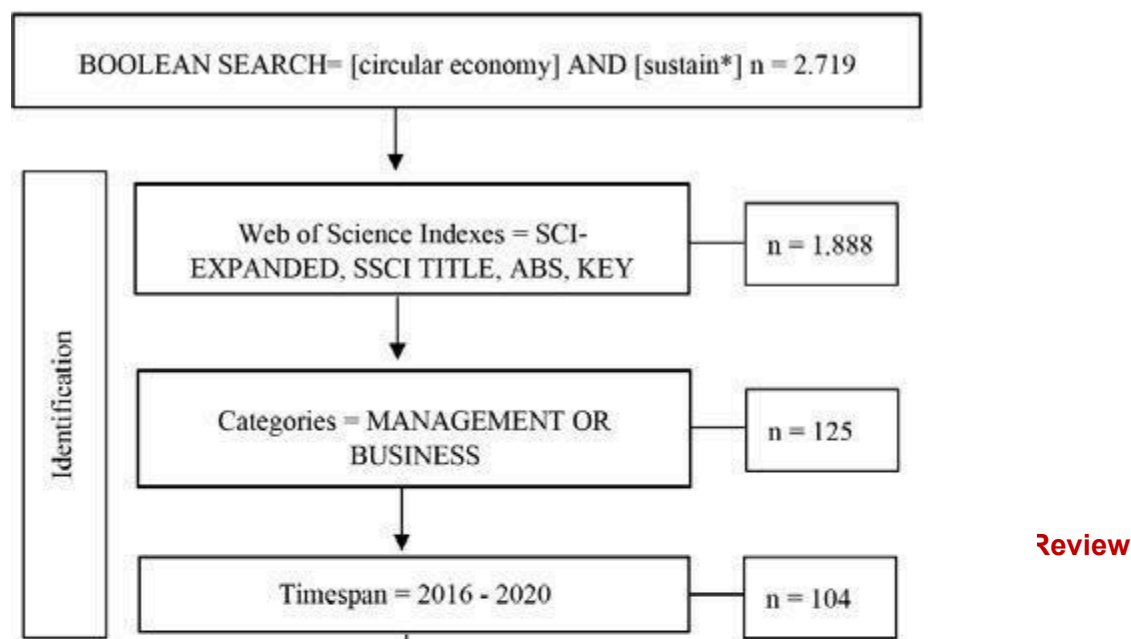 BOOLEAN SEARCH= [circular economy] AND [sustain*] n = 2.719
Identification
Web of Science Indexes = SCI-
EXPANDED, SSCI TITLE, ABS, KEY
n = 1.888
Categories = MANAGEMENT OR
BUSINESS
n = 125
Review
Timespan = 2016 - 2020
n = 104